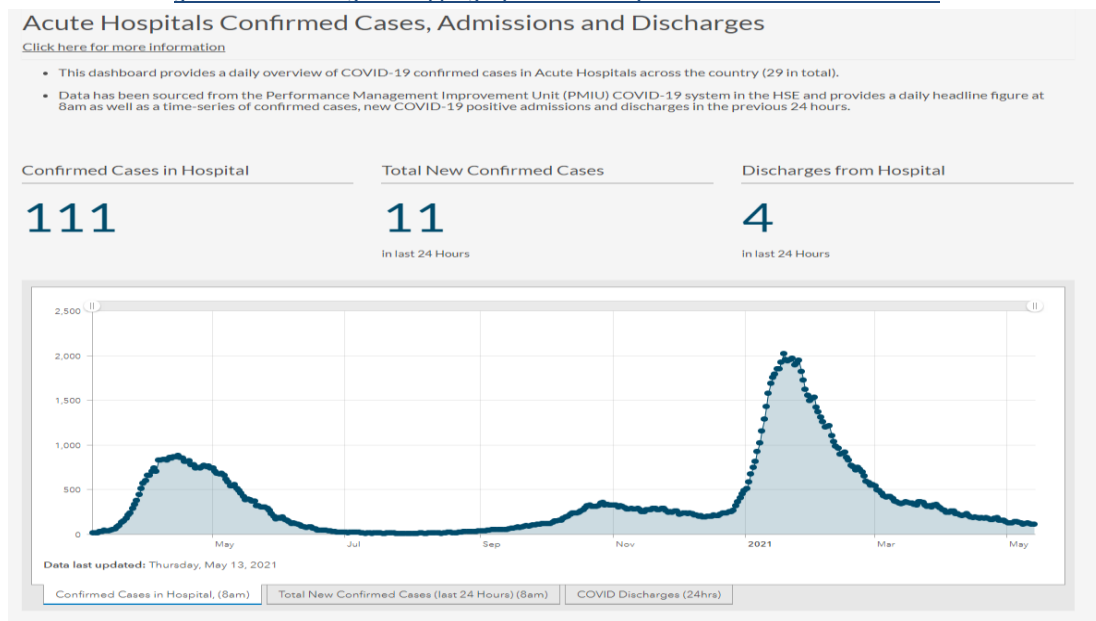 Acute Hospitals Confirmed Cases, Admissions and Discharges
Click here for more information
• This dashboard provides a daily overview of COVID-19 confirmed cases in Acute Hospitals across the country (29 in total).
• Data has been sourced from the Performance Management Improvement Unit (PMIU) COVID-19 system in the HSE and provides a daily headline figure at
8am as well as a time-series of confirmed cases, new COVID-19 positive admissions and discharges in the previous 24 hours.
Confirmed Cases in Hospital Total New Confirmed Cases Discharges from Hospital
111 11 4
in last 24 Hours in last 24 Hours
2,500
2,000
1,500
1,000
500
0
May Jul Sep Nov 2021 Mar May
Data last updated: Thursday, May 13, 2021
Confirmed Cases in Hospital, (8am) Total New Confirmed Cases (last 24 Hours) (8am) COVID Discharges (24hrs)